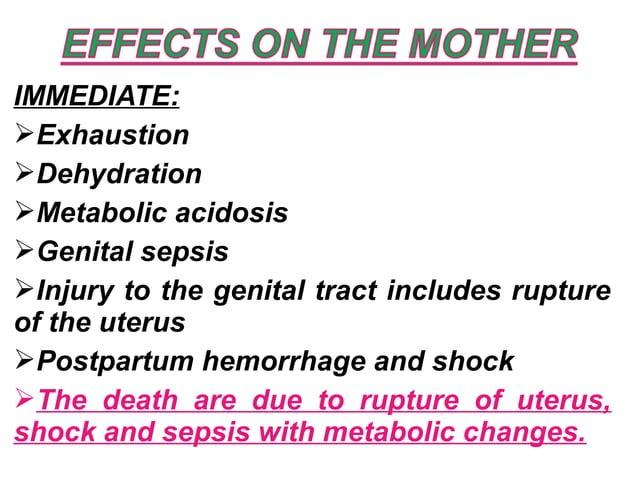 EFFECTS ON THE MOTHER
IMMEDIATE:
➢Exhaustion
➢Dehydration
➢Metabolic acidosis
➢Genital sepsis
➢Injury to the genital tract includes rupture
of the uterus
➢Postpartum hemorrhage and shock
➢The death are due to rupture of uterus,
shock and sepsis with metabolic changes.